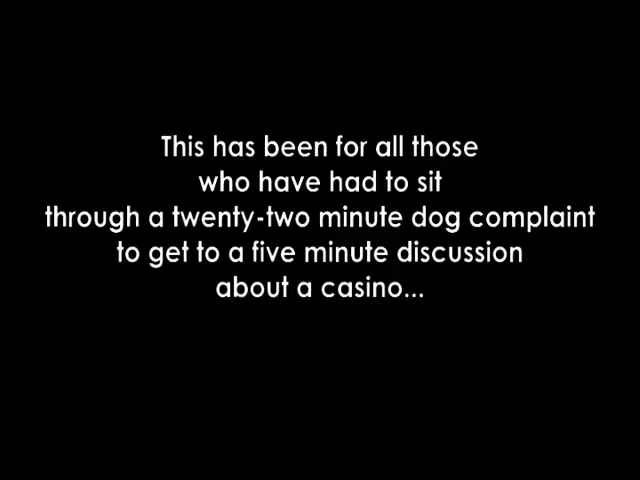 This has been for all those
who have had to sit
through a twenty-two minute dog complaint
to get to a five minute discussion
about a casino...